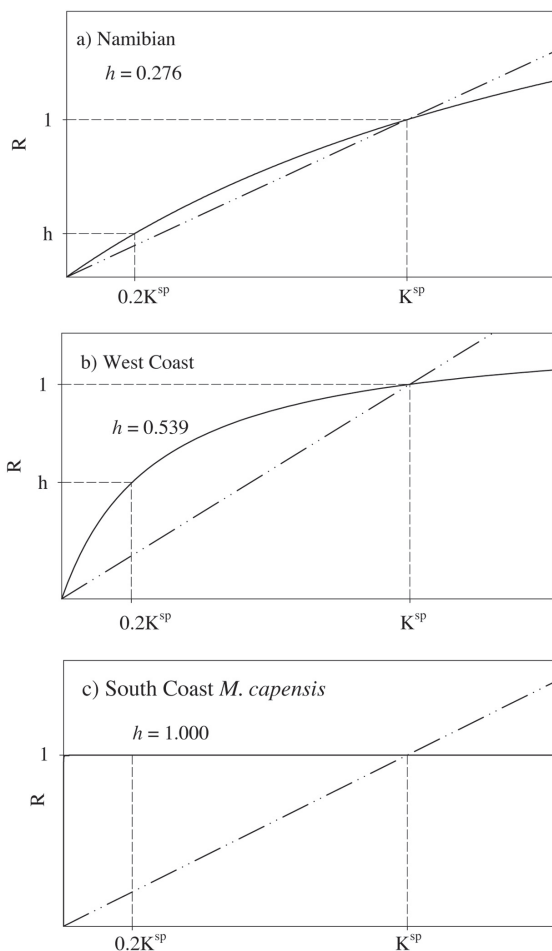 a) Namibian
h = 0.276
1
R
h
0.2K^sp
K^sp
b) West Coast
1
h = 0.539
R
h
0.2K^sp
K^sp
c) South Coast M. capensis
h = 1.000
1
R
0.2K^sp
K^sp